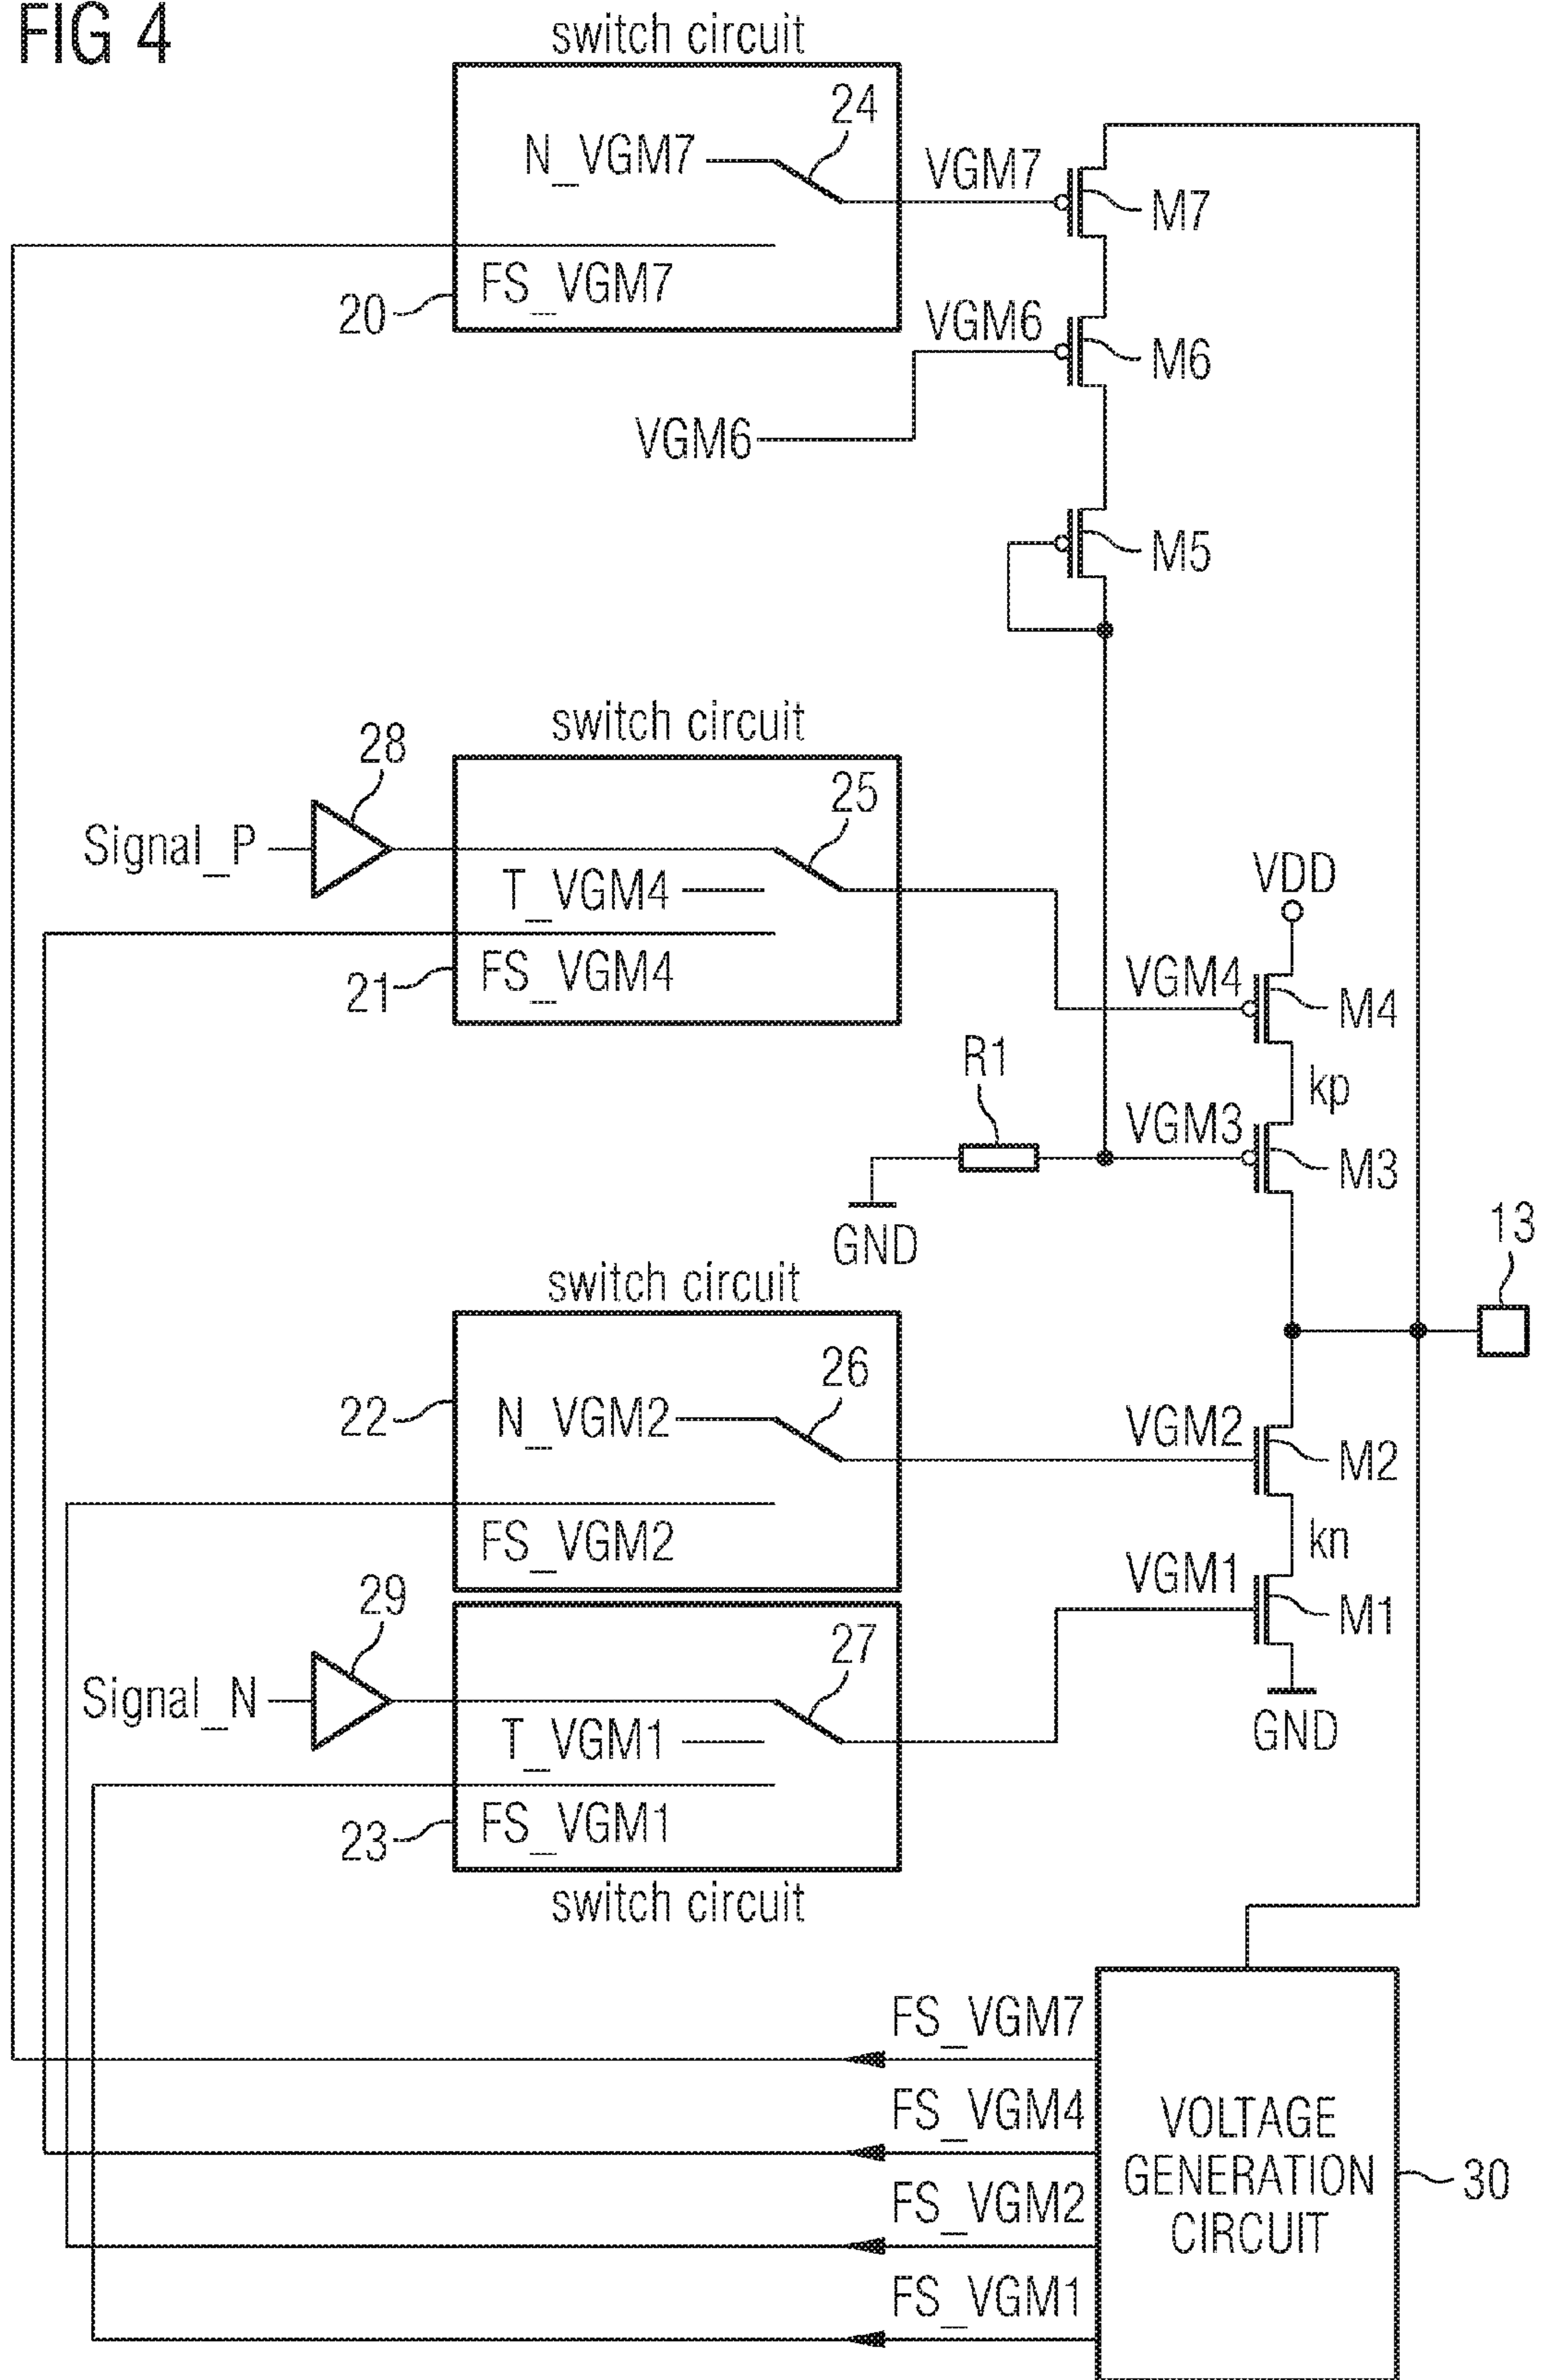 FIG 4
switch circuit
24
N_VGM7
VGM7
M7
FS_VGM7
20
VGM6
M6
VGM6
M5
switch circuit
28
25
Signal_P
T_VGM4
VDD
FS_VGM4
21
VGM4
M4
R1
kp
VGM3
M3
GND
13
switch circuit
26
22
N_VGM2
VGM2
M2
FS_VGM2
kn
VGM1
M1
29
27
Signal_N
T_VGM1
GND
FS_VGM1
23
switch circuit
FS_VGM7
FS_VGM4
VOLTAGE
GENERATION
CIRCUIT
30
FS_VGM2
FS_VGM1